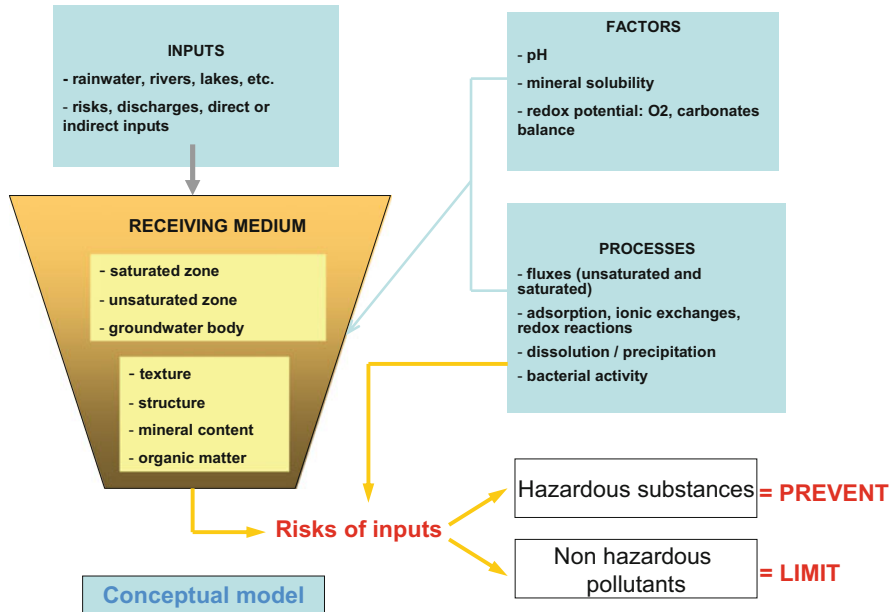 INPUTS
- rainwater, rivers, lakes, etc.
- risks, discharges, direct or
indirect inputs
FACTORS
- pH
- mineral solubility
- redox potential: O2, carbonates
balance
RECEIVING MEDIUM
- saturated zone
- unsaturated zone
- groundwater body
- texture
- structure
- mineral content
- organic matter
PROCESSES
- fluxes (unsaturated and
saturated)
- adsorption, ionic exchanges,
redox reactions
- dissolution / precipitation
- bacterial activity
Risks of inputs
Hazardous substances = PREVENT
Non hazardous
pollutants = LIMIT
Conceptual model